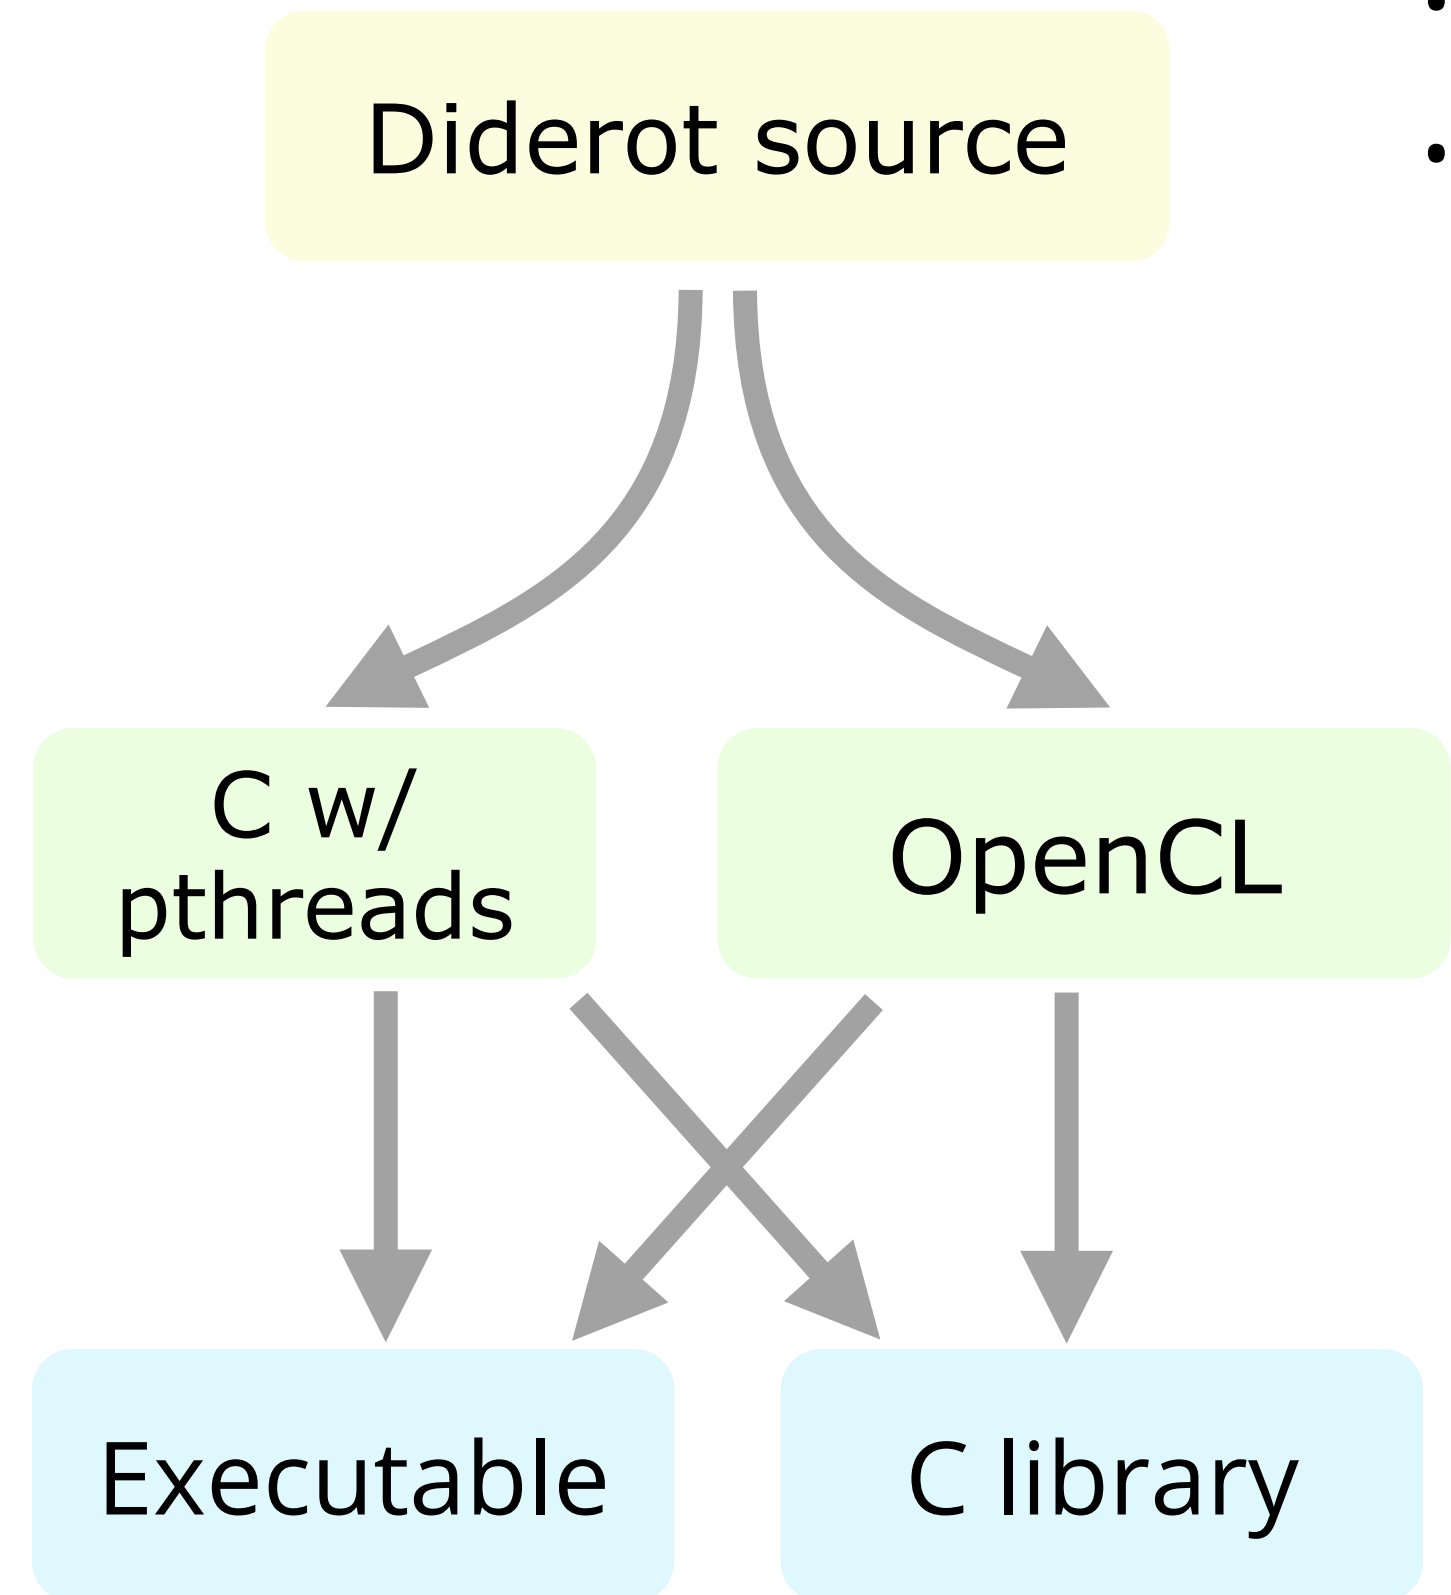 Diderot source
C w/
pthreads
OpenCL
Executable
C library